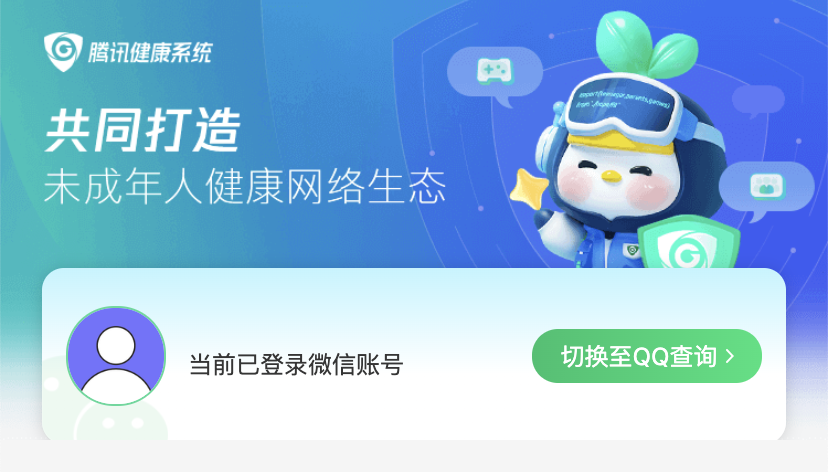 腾讯健康系统
共同打造
未成年人健康网络生态
当前已登录微信账号
切换至QQ查询